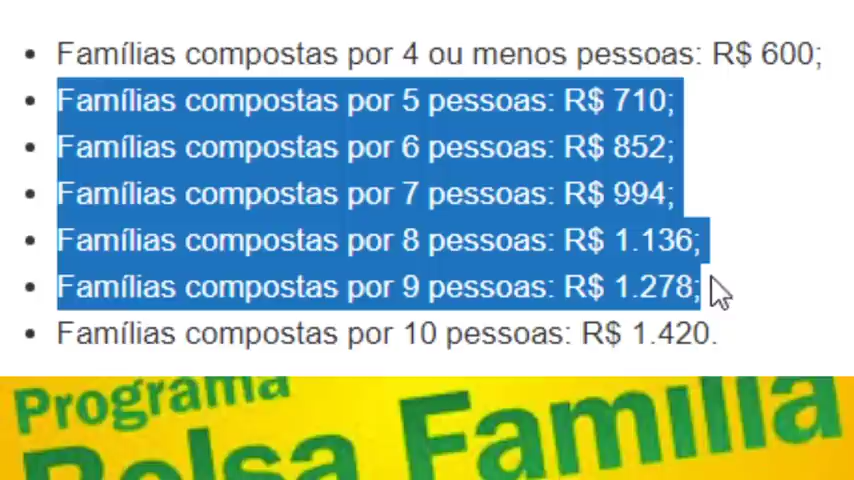 Famílias compostas por 4 ou menos pessoas: R$ 600;
Famílias compostas por 5 pessoas: R$ 710;
Famílias compostas por 6 pessoas: R$ 852;
Famílias compostas por 7 pessoas: R$ 994;
Famílias compostas por 8 pessoas: R$ 1.136;
Famílias compostas por 9 pessoas: R$ 1.278;
Famílias compostas por 10 pessoas: R$ 1.420.
Programa
Bolsa Família